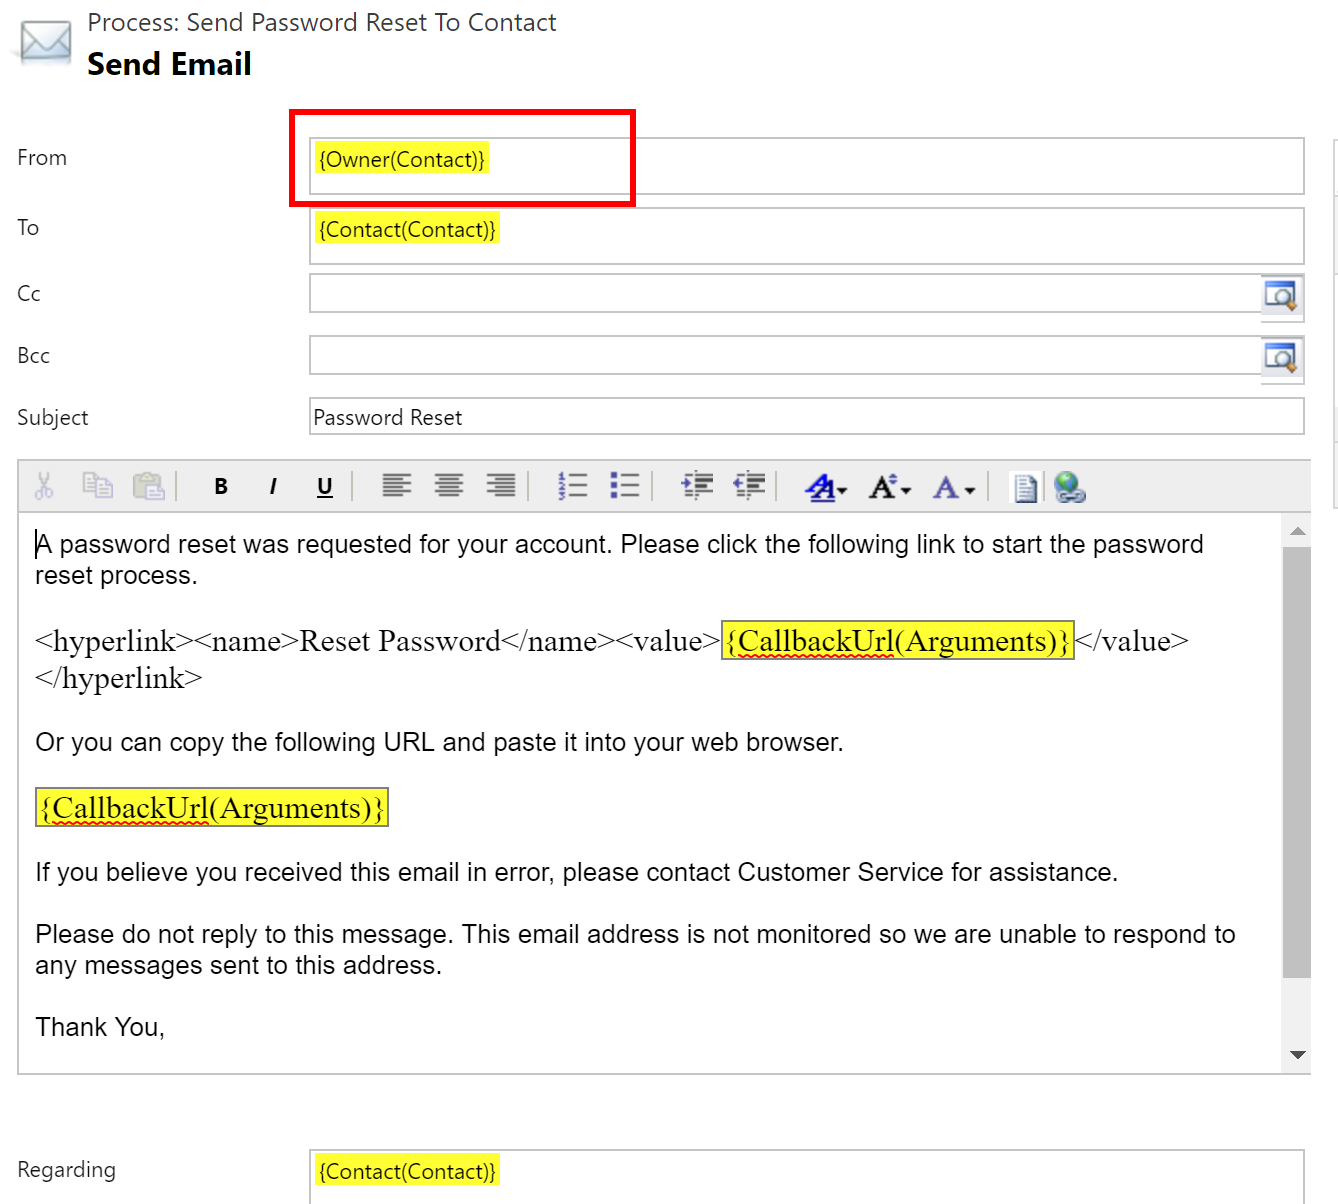 Process: Send Password Reset To Contact
Send Email
From
{Owner(Contact)}
To
{Contact(Contact)}
Cc
Bcc
Subject
Password Reset
B I U
A A A
A password reset was requested for your account. Please click the following link to start the password
reset process.
<hyperlink><name>Reset Password</name><value>{CallbackUrl(Arguments)}</value>
</hyperlink>
Or you can copy the following URL and paste it into your web browser.
{CallbackUrl(Arguments)}
If you believe you received this email in error, please contact Customer Service for assistance.
Please do not reply to this message. This email address is not monitored so we are unable to respond to
any messages sent to this address.
Thank You,
Regarding
{Contact(Contact)}